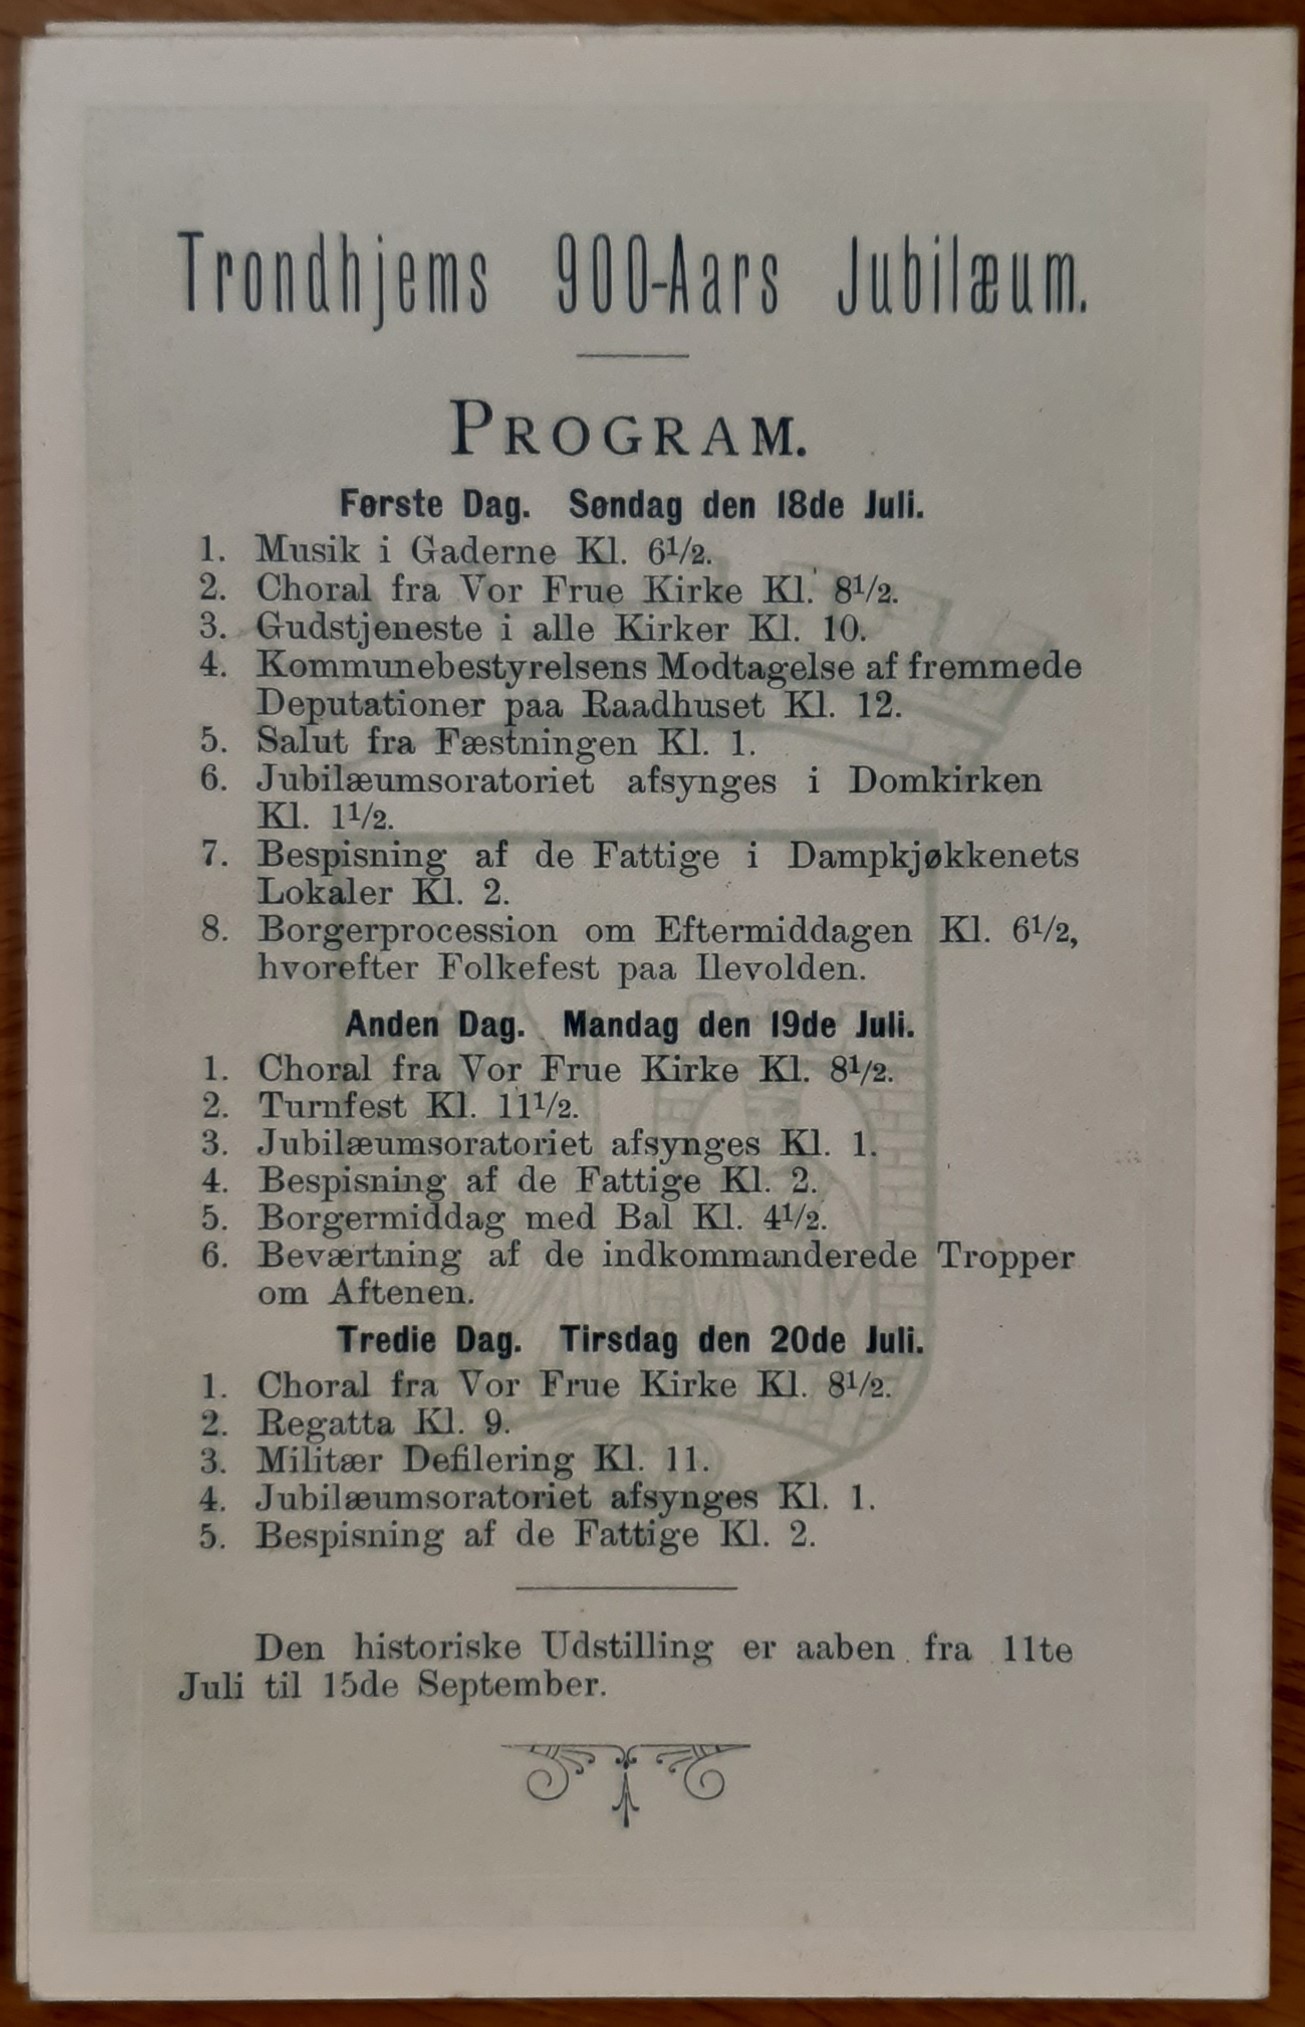 Trondhjems 900-Aars Jubilæum.
PROGRAM.
Første Dag. Søndag den 18de Juli.
1. Musik i Gaderne Kl. 6½.
2. Choral fra Vor Frue Kirke Kl. 8½.
3. Gudstjeneste i alle Kirker Kl. 10.
4. Kommunebestyrelsens Modtagelse af fremmede
Deputationer paa Raadhuset Kl. 12.
5. Salut fra Fæstningen Kl. 1.
6. Jubilæumsoratoriet afsynges i Domkirken
Kl. 1½.
7. Bespisning af de Fattige i Dampkjøkkenets
Lokaler Kl. 2.
8. Borgerprocession om Eftermiddagen Kl. 6½,
hvorefter Folkefest paa Ilevolden.
Anden Dag. Mandag den 19de Juli.
1. Choral fra Vor Frue Kirke Kl. 8½.
2. Turnfest Kl. 11½.
3. Jubilæumsoratoriet afsynges Kl. 1.
4. Bespisning af de Fattige Kl. 2.
5. Borgermiddag med Bal Kl. 4½.
6. Beværtning af de indkommanderede Tropper
om Aftenen.
Tredie Dag. Tirsdag den 20de Juli.
1. Choral fra Vor Frue Kirke Kl. 8½.
2. Regatta Kl. 9.
3. Militær Defilering Kl. 11.
4. Jubilæumsoratoriet afsynges Kl. 1.
5. Bespisning af de Fattige Kl. 2.
Den historiske Udstilling er aaben fra 11te
Juli til 15de September.